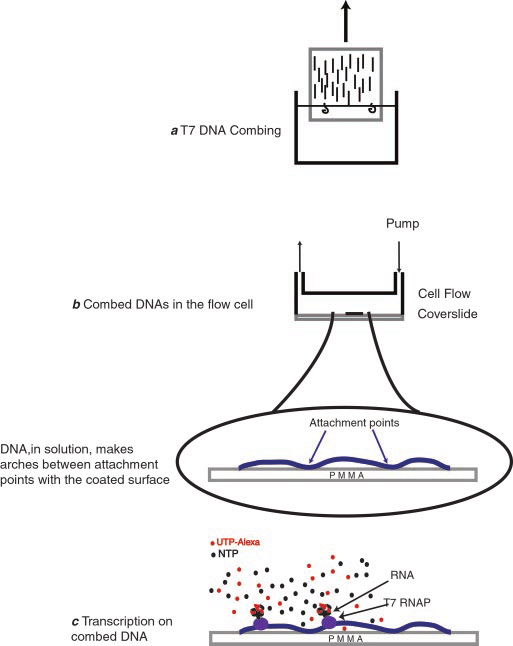 a T7 DNA Combing
Pump
b Combed DNAs in the flow cell
Cell Flow
Coverslide
Attachment points
DNA,in solution, makes
arches between attachment
points with the coated surface
PMMA
UTP-Alexa
NTP
RNA
T7 RNAP
c Transcription on
combed DNA
PMMA